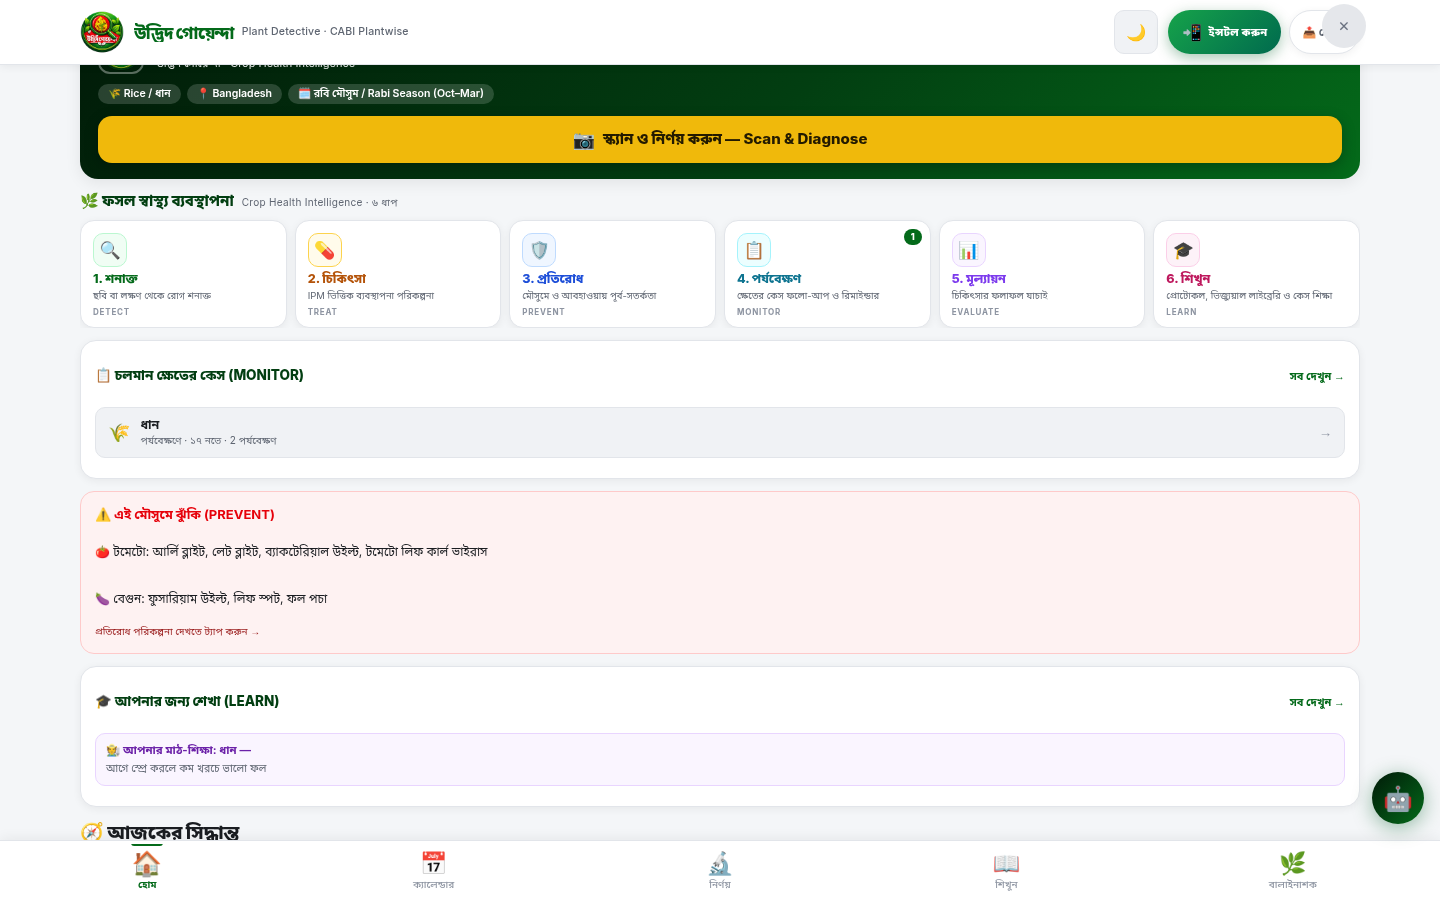 উদ্ভিদ গোয়েন্দা Plant Detective · CABI Plantwise
ইন্সটল করুন
Rice / ধান
Bangladesh
রবি মৌসুম / Rabi Season (Oct–Mar)
স্ক্যান ও নির্ণয় করুন — Scan & Diagnose
ফসল স্বাস্থ্য ব্যবস্থাপনা Crop Health Intelligence · ৬ ধাপ
1. শনাক্ত
ছবি বা লক্ষণ থেকে রোগ শনাক্ত
DETECT
2. চিকিৎসা
IPM ভিত্তিক ব্যবস্থাপনা পরিকল্পনা
TREAT
3. প্রতিরোধ
মৌসুমে ও আবহাওয়ায় পূর্ব-সতর্কতা
PREVENT
1
4. পর্যবেক্ষণ
ক্ষেতের কেস ফলো-আপ ও রিমাইন্ডার
MONITOR
5. মূল্যায়ন
চিকিৎসার ফলাফল যাচাই
EVALUATE
6. শিখুন
প্রোটোকল, ভিজ্যুয়াল লাইব্রেরি ও কেস শিক্ষা
LEARN
চলমান ক্ষেতের কেস (MONITOR)
সব দেখুন →
ধান
পর্যবেক্ষণে · ১৭ নভে · 2 পর্যবেক্ষণ
→
এই মৌসুমে ঝুঁকি (PREVENT)
টমেটো: আর্লি ব্লাইট, লেট ব্লাইট, ব্যাকটেরিয়াল উইল্ট, টমেটো লিফ কার্ল ভাইরাস
বেগুন: ফুসারিয়াম উইল্ট, লিফ স্পট, ফল পচা
প্রতিরোধ পরিকল্পনা দেখতে ট্যাপ করুন →
আপনার জন্য শেখা (LEARN)
সব দেখুন →
আপনার মাঠ-শিক্ষা: ধান —
আগে স্প্রে করলে কম খরচে ভালো ফল
আজকের সিদ্ধান্ত
হোম
ক্যালেন্ডার
নির্ণয়
শিখুন
বালাইনাশক